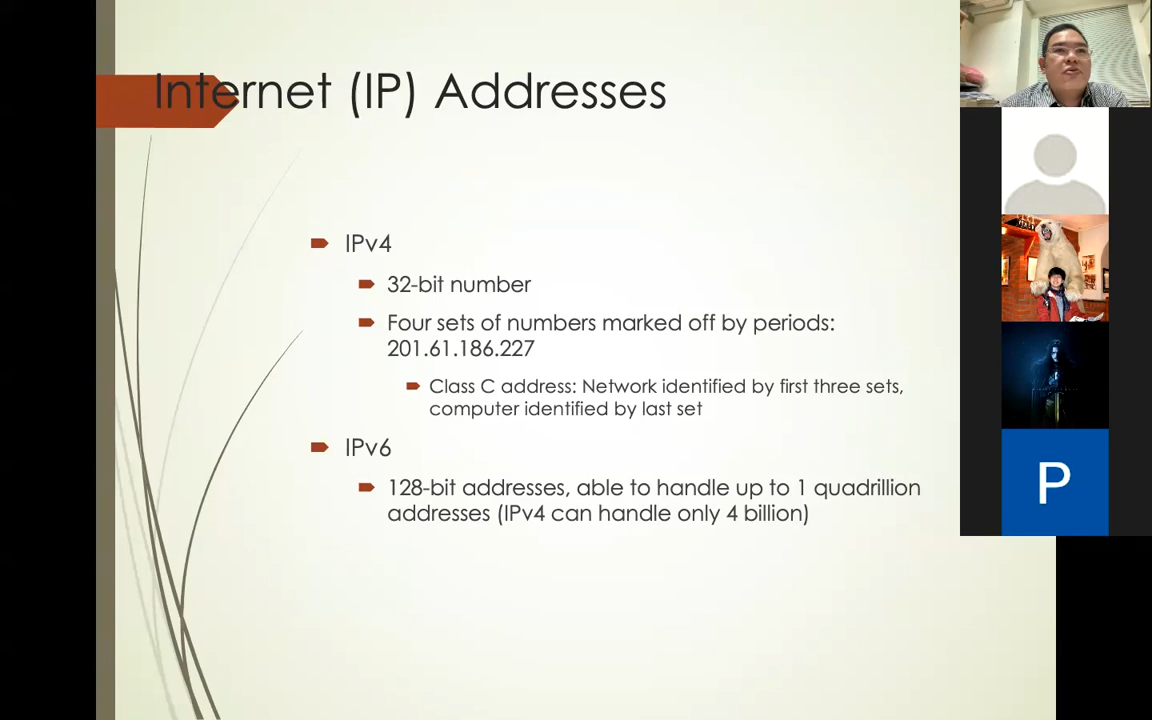 Internet (IP) Addresses
IPv4
32-bit number
Four sets of numbers marked off by periods:
201.61.186.227
Class C address: Network identified by first three sets,
computer identified by last set
IPv6
128-bit addresses, able to handle up to 1 quadrillion
addresses (IPv4 can handle only 4 billion)
P